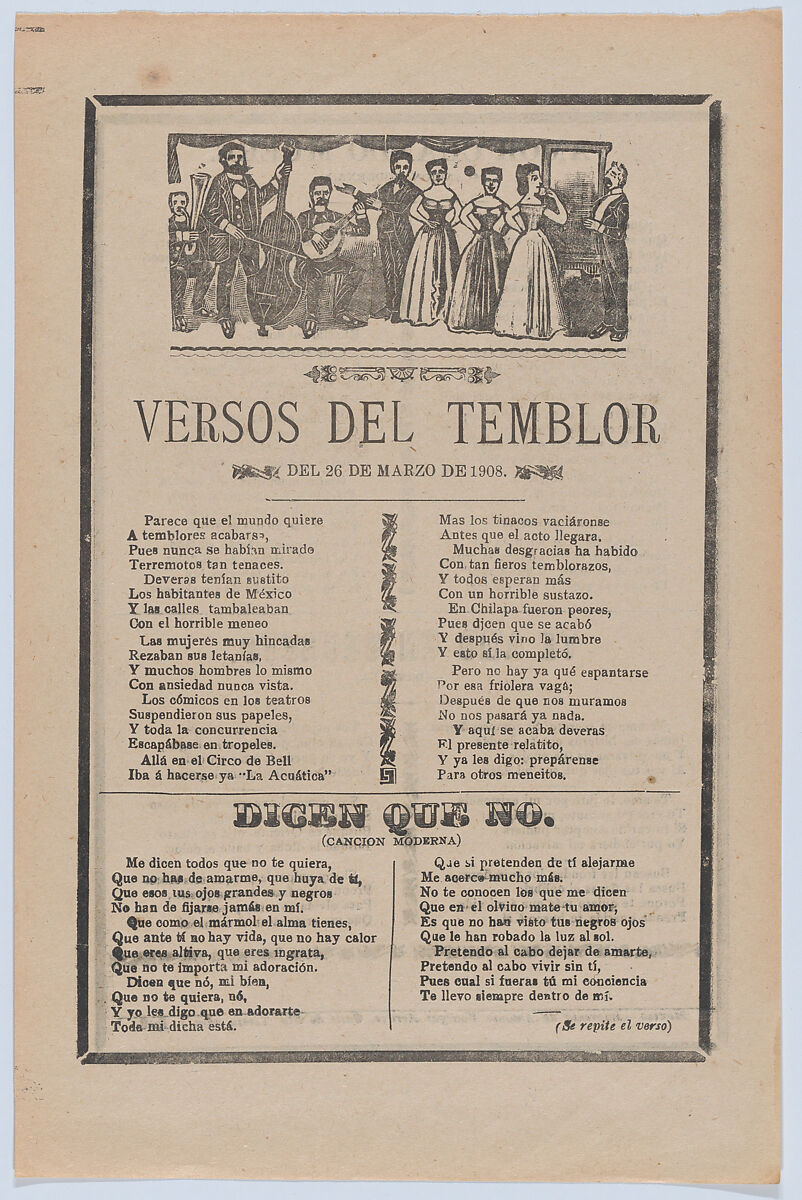 VERSOS DEL TEMBLOR
DEL 26 DE MARZO DE 1908.
Parece que el mundo quiere
A temblores acabarse,
Pues nunca se habían mirado
Terremotos tan tenaces.
Deveras tenían sustito
Los habitantes de México
Y las calles tambaleaban
Con el horrible meneo
Las mujeres muy hincadas
Rezaban sus letanías,
Y muchos hombres lo mismo
Con ansiedad nunca vista.
Los cómicos en los teatros
Suspendieron sus papeles,
Y toda la concurrencia
Escapábase en tropeles.
Allá en el Circo de Bell
Iba á hacerse ya "La Acuática"
Mas los tinacos vaciáronse
Antes que el acto llegara.
Muchas desgracias ha habido
Con tan fieros temblorazos,
Y todos esperan más
Con un horrible sustazo.
En Chilapa fueron peores,
Pues dicen que se acabó
Y después vino la lumbre
Y esto sí la completó.
Pero no hay ya qué espantarse
Por esa friolera vaga;
Después de que nos muramos
No nos pasará ya nada.
Y aquí se acaba deveras
El presente relatito,
Y ya les digo: prepárense
Para otros meneitos.
DICEN QUE NO.
(CANCION MODERNA)
Me dicen todos que no te quiera,
Que no has de amarme, que huya de tí,
Que esos tus ojos grandes y negros
No han de fijarse jamás en mí.
Que como el mármol el alma tienes,
Que ante tí no hay vida, que no hay calor
Que eres altiva, que eres ingrata,
Que no te importa mi adoración.
Dicen que nó, mi bien,
Que no te quiera, nó,
Y yo les digo que en adorarte
Toda mi dicha está.
Que si pretenden de tí alejarme
Me acerco mucho más.
No te conocen los que me dicen
Que en el olvino mate tu amor,
Es que no han visto tus negros ojos
Que le han robado la luz al sol.
Pretendo al cabo dejar de amarte,
Pretendo al cabo vivir sin tí,
Pues cual si fueras tú mi conciencia
Te llevo siempre dentro de mí.
(Se repite el verso)